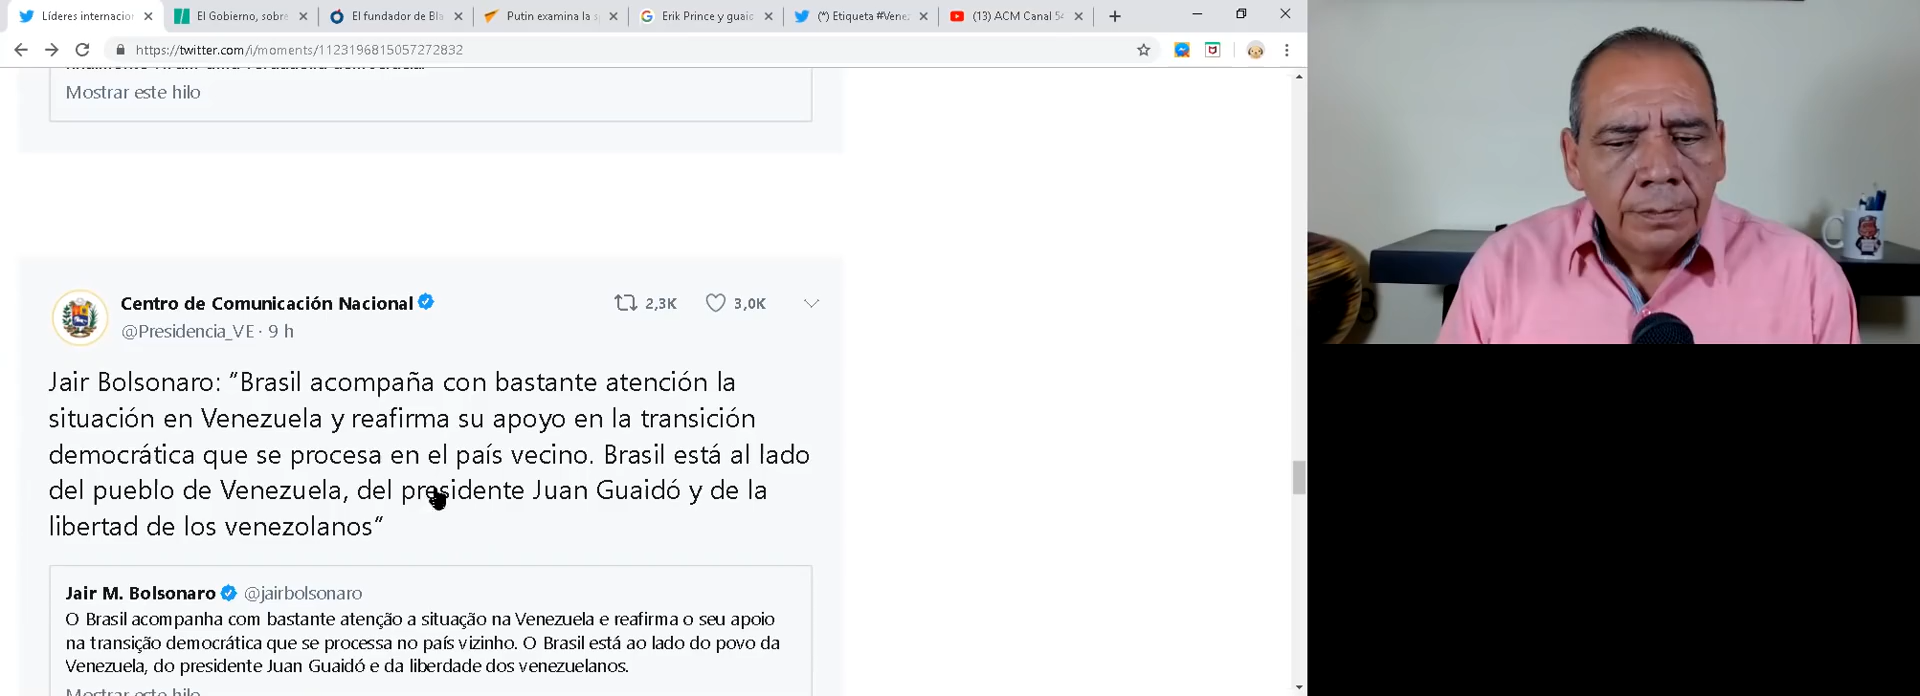 Líderes internacio
El Gobierno, sobre
El fundador de Bla
Putin examina la s
Erik Prince y guaid
(*) Etiqueta #Vene
(13) ACM Canal 54
https://twitter.com/i/moments/1123196815057272832
Mostrar este hilo
Centro de Comunicación Nacional
2,3K
3,0K
@Presidencia_VE · 9 h
Jair Bolsonaro: “Brasil acompaña con bastante atención la
situación en Venezuela y reafirma su apoyo en la transición
democrática que se procesa en el país vecino. Brasil está al lado
del pueblo de Venezuela, del presidente Juan Guaidó y de la
libertad de los venezolanos”
Jair M. Bolsonaro @jairbolsonaro
O Brasil acompanha com bastante atenção a situação na Venezuela e reafirma o seu apoio
na transição democrática que se processa no país vizinho. O Brasil está ao lado do povo da
Venezuela, do presidente Juan Guaidó e da liberdade dos venezuelanos.
Mostrar este hilo